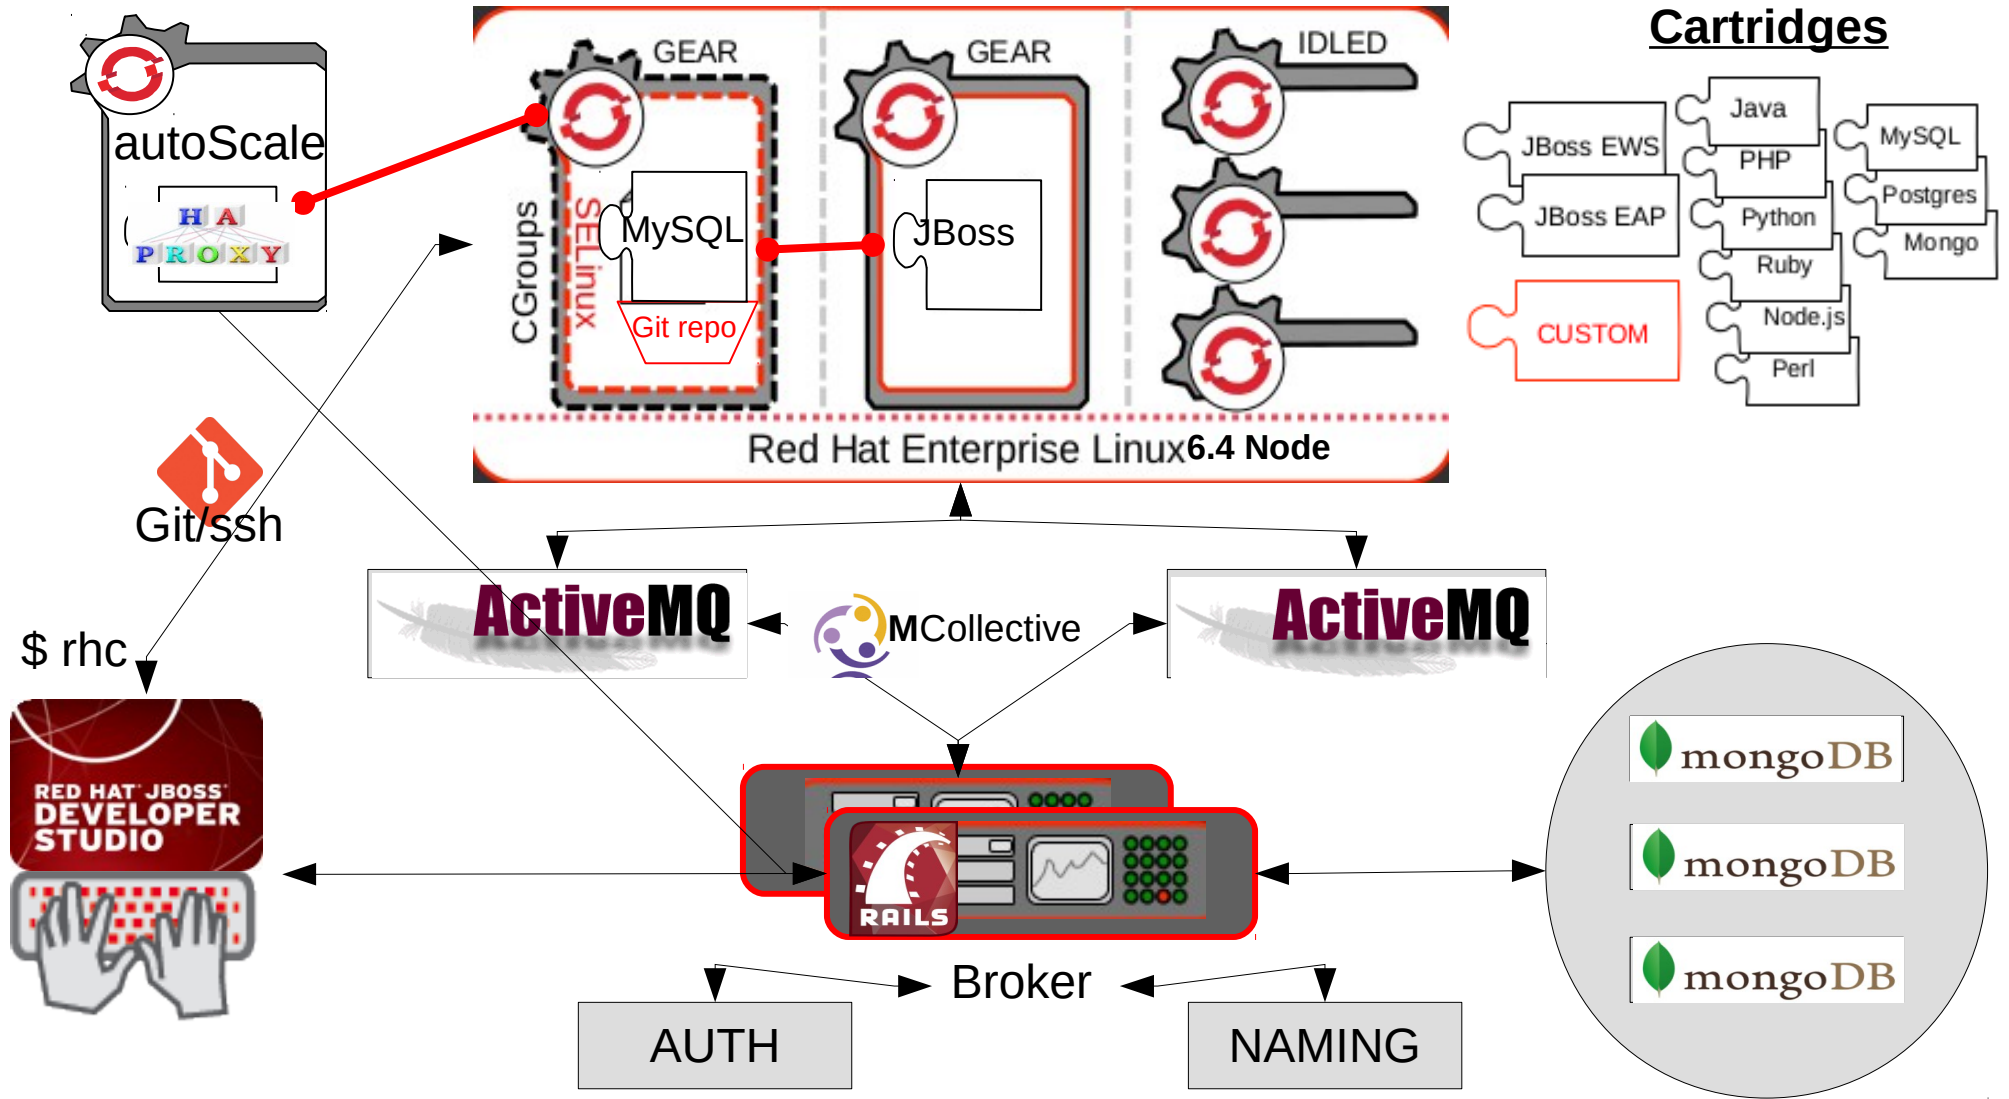 Cartridges
GEAR
GEAR
IDLED
autoScale
HA
PROXY
CGroups
SELinux
MySQL
Git repo
JBoss
Red Hat Enterprise Linux 6.4 Node
JBoss EWS
JBoss EAP
CUSTOM
Java
PHP
Python
Ruby
Node.js
Perl
MySQL
Postgres
Mongo
Git/ssh
$ rhc
ActiveMQ
MCollective
ActiveMQ
RED HAT JBOSS
DEVELOPER
STUDIO
RAILS
mongoDB
mongoDB
mongoDB
Broker
AUTH
NAMING